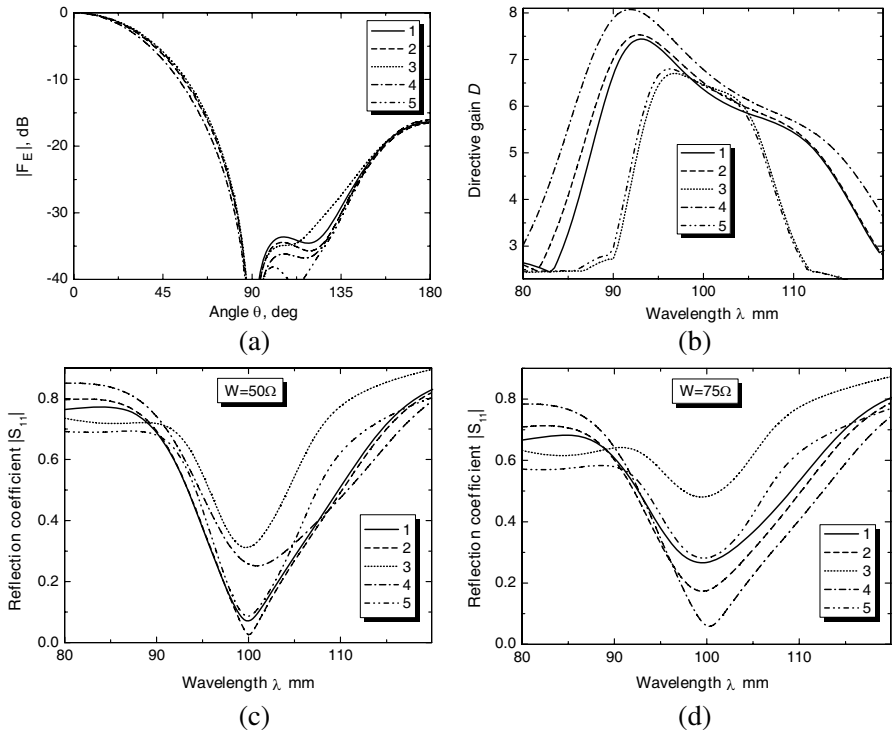 0
-10
-20
-30
-40
|F_E|, dB
0 45 90 135 180
Angle θ, deg
1
2
3
4
5
(a)
8
7
6
5
4
3
Directive gain D
80 90 100 110
Wavelength λ mm
1
2
3
4
5
(b)
0.8
0.6
0.4
0.2
0.0
Reflection coefficient |S₁₁|
W=50Ω
80 90 100 110
Wavelength λ mm
1
2
3
4
5
(c)
0.8
0.6
0.4
0.2
0.0
Reflection coefficient |S₁₁|
W=75Ω
80 90 100 110
Wavelength λ mm
1
2
3
4
5
(d)